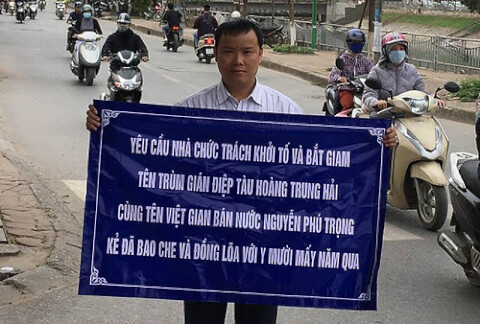 YÊU CẦU NHÀ CHỨC TRÁCH KHỞI TỐ VÀ BẮT GIAM
TÊN TRÙM GIÁN ĐIỆP TÀU HOÀNG TRUNG HẢI
CÙNG TÊN VIỆT GIAN BÁN NƯỚC NGUYỄN PHÚ TRỌNG
KẺ ĐÃ BAO CHE VÀ ĐỒNG LÕA VỚI Y MƯỜI MẤY NĂM QUA